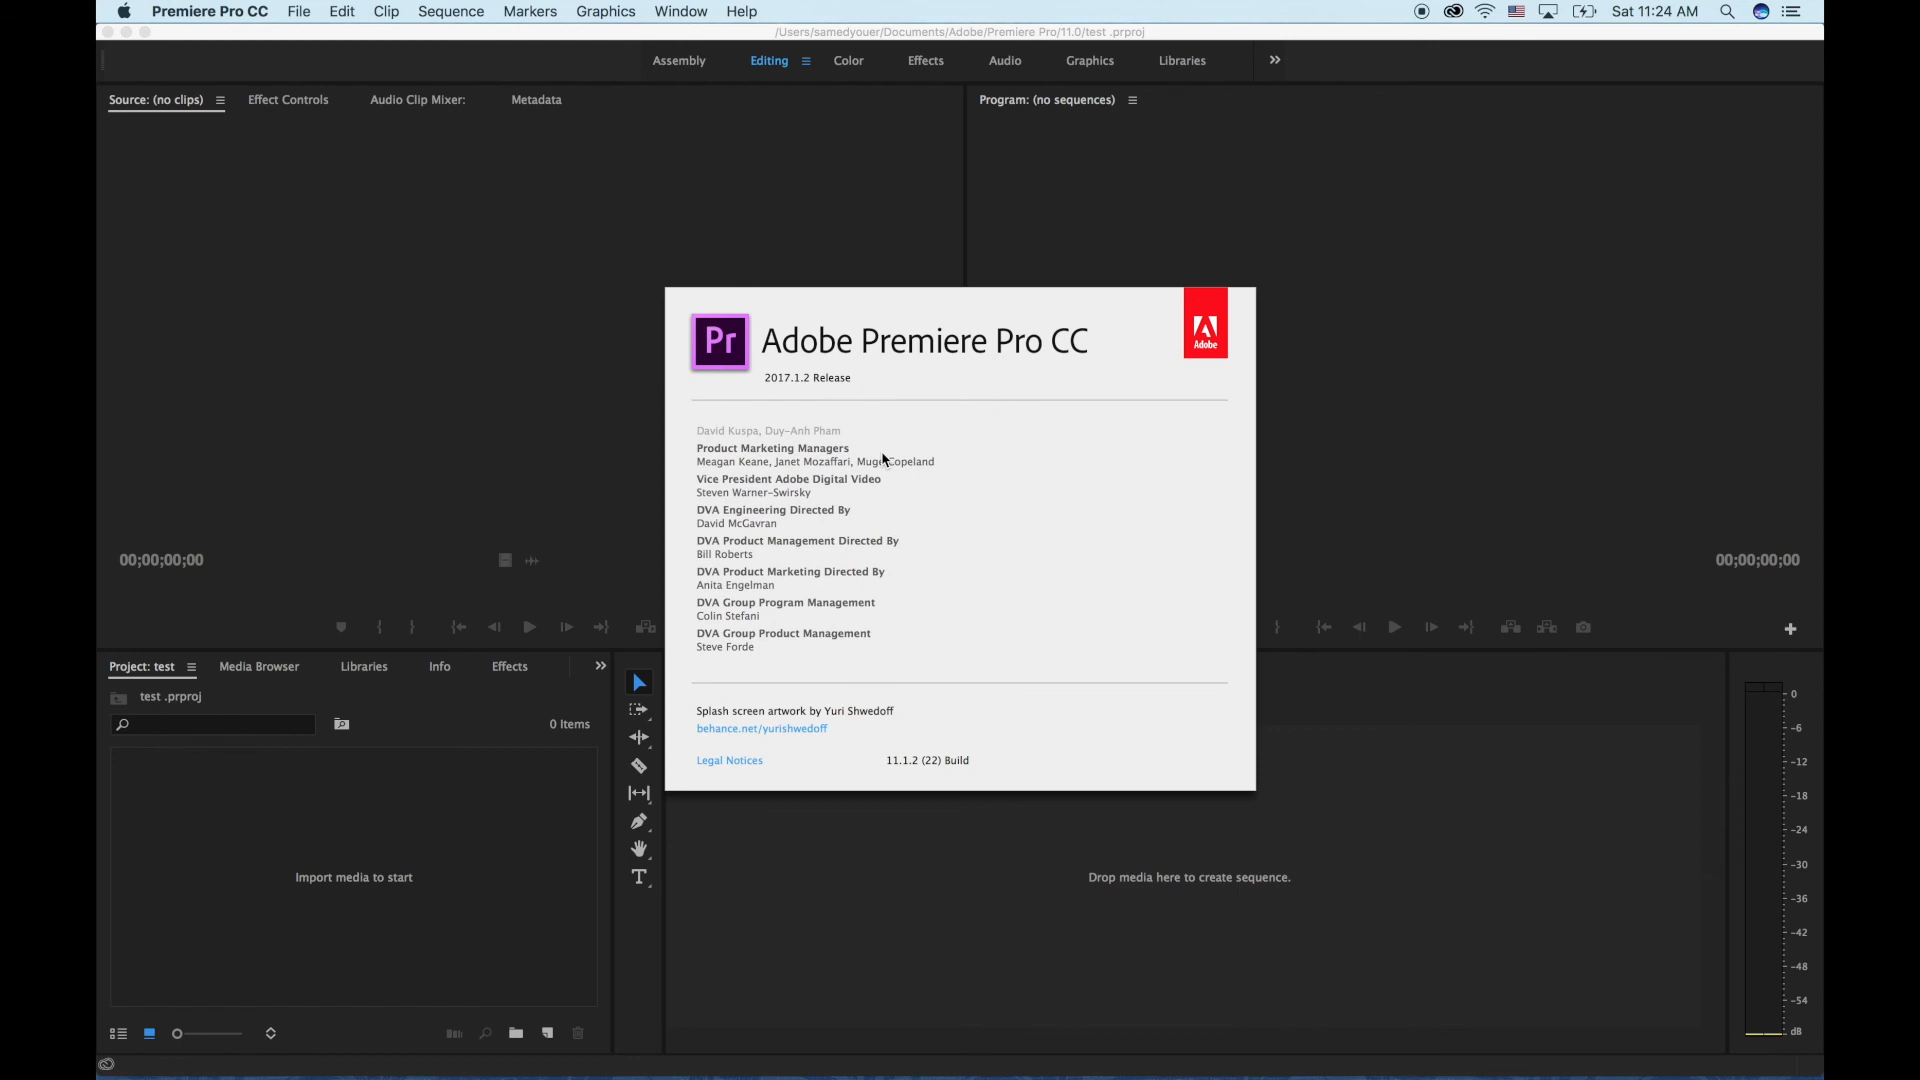 Premiere Pro CC File Edit Clip Sequence Markers Graphics Window Help Sat 11:24 AM
/Users/samedyouer/Documents/Adobe/Premiere Pro/11.0/test .prproj
Assembly Editing Color Effects Audio Graphics Libraries
Source: (no clips) Effect Controls Audio Clip Mixer: Metadata Program: (no sequences)
Pr Adobe Premiere Pro CC
Adobe
2017.1.2 Release
David Kuspa, Duy-Anh Pham
Product Marketing Managers
Meagan Keane, Janet Mozaffari, Muge Copeland
Vice President Adobe Digital Video
Steven Warner-Swirsky
DVA Engineering Directed By
David McGavran
DVA Product Management Directed By
Bill Roberts
DVA Product Marketing Directed By
Anita Engelman
DVA Group Program Management
Colin Stefani
DVA Group Product Management
Steve Forde
Splash screen artwork by Yuri Shwedoff
behance.net/yurishwedoff
Legal Notices 11.1.2 (22) Build
00;00;00;00 00;00;00;00
Project: test Media Browser Libraries Info Effects
test .prproj
0 Items
Import media to start
Drop media here to create sequence.
0
-6
-12
-18
-24
-30
-36
-42
-48
-54
dB